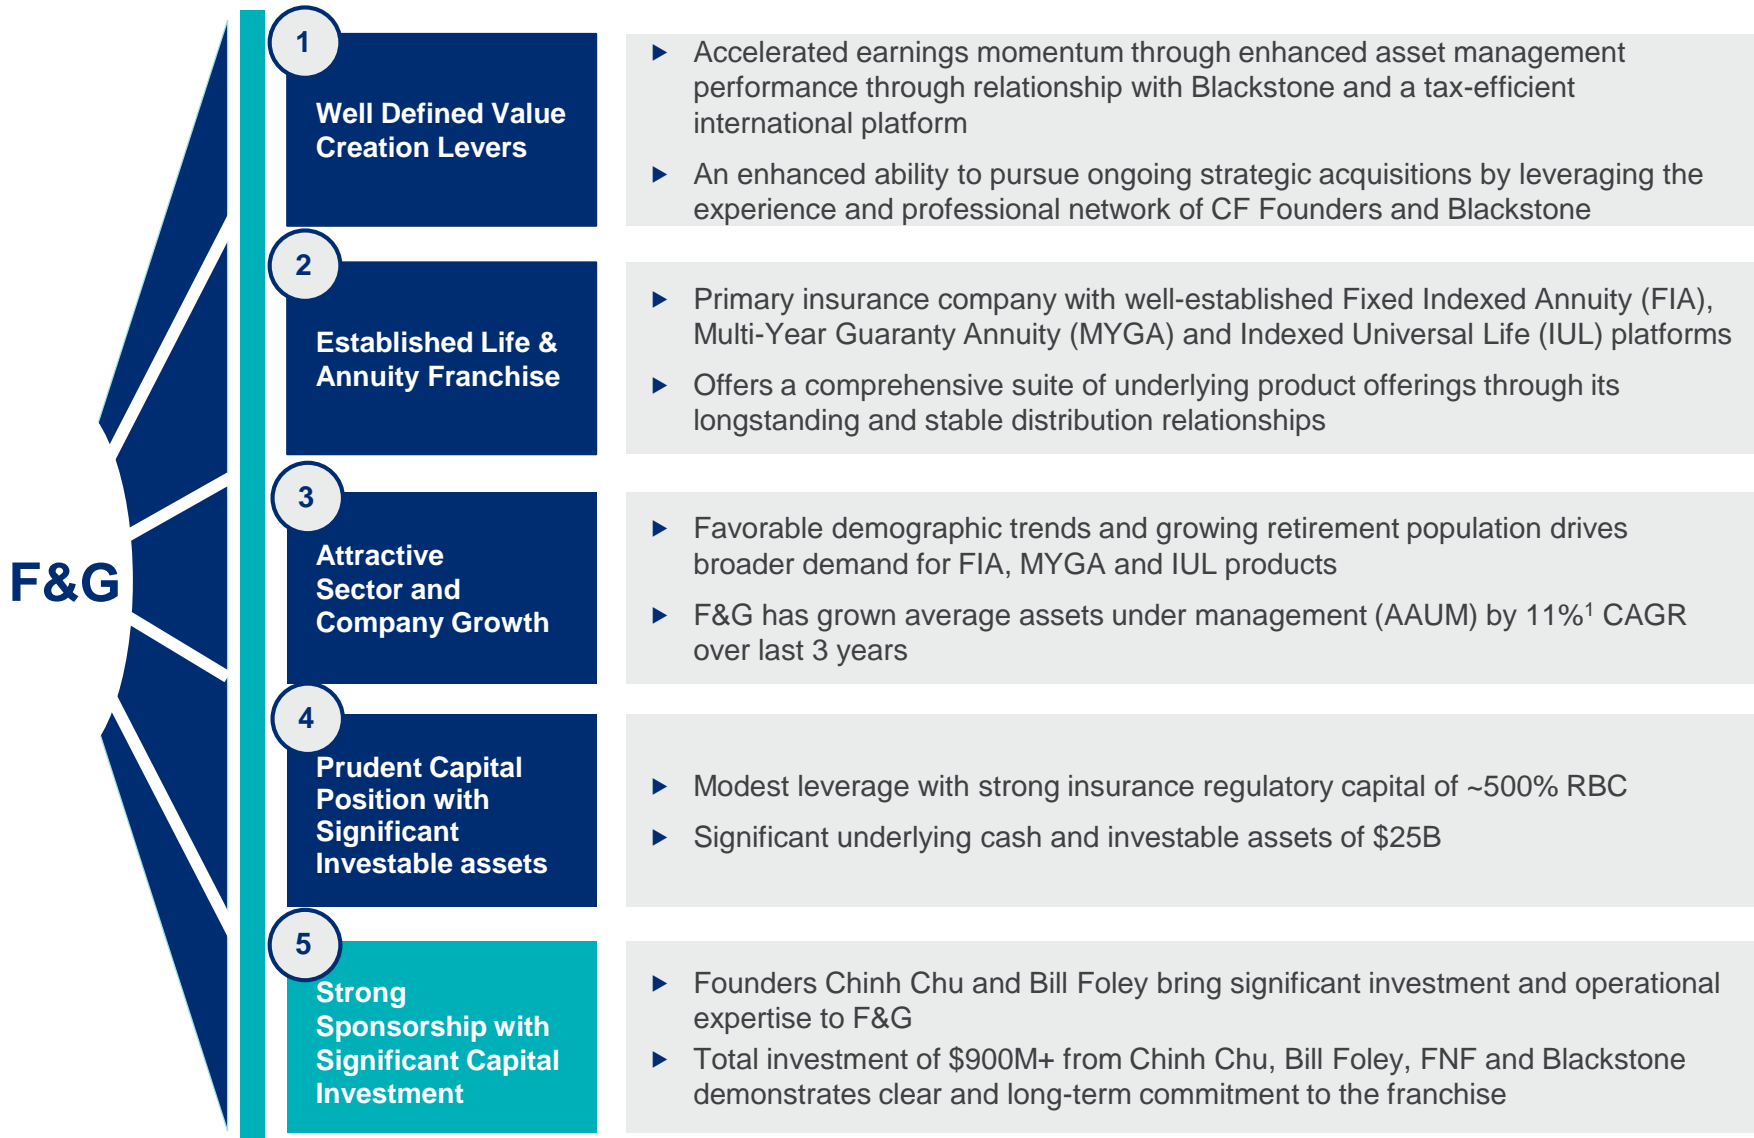 F&G
1
Well Defined Value
Creation Levers
► Accelerated earnings momentum through enhanced asset management
performance through relationship with Blackstone and a tax-efficient
international platform
► An enhanced ability to pursue ongoing strategic acquisitions by leveraging the
experience and professional network of CF Founders and Blackstone
2
Established Life &
Annuity Franchise
► Primary insurance company with well-established Fixed Indexed Annuity (FIA),
Multi-Year Guaranty Annuity (MYGA) and Indexed Universal Life (IUL) platforms
► Offers a comprehensive suite of underlying product offerings through its
longstanding and stable distribution relationships
3
Attractive
Sector and
Company Growth
► Favorable demographic trends and growing retirement population drives
broader demand for FIA, MYGA and IUL products
► F&G has grown average assets under management (AAUM) by 11%¹ CAGR
over last 3 years
4
Prudent Capital
Position with
Significant
Investable assets
► Modest leverage with strong insurance regulatory capital of ~500% RBC
► Significant underlying cash and investable assets of $25B
5
Strong
Sponsorship with
Significant Capital
Investment
► Founders Chinh Chu and Bill Foley bring significant investment and operational
expertise to F&G
► Total investment of $900M+ from Chinh Chu, Bill Foley, FNF and Blackstone
demonstrates clear and long-term commitment to the franchise